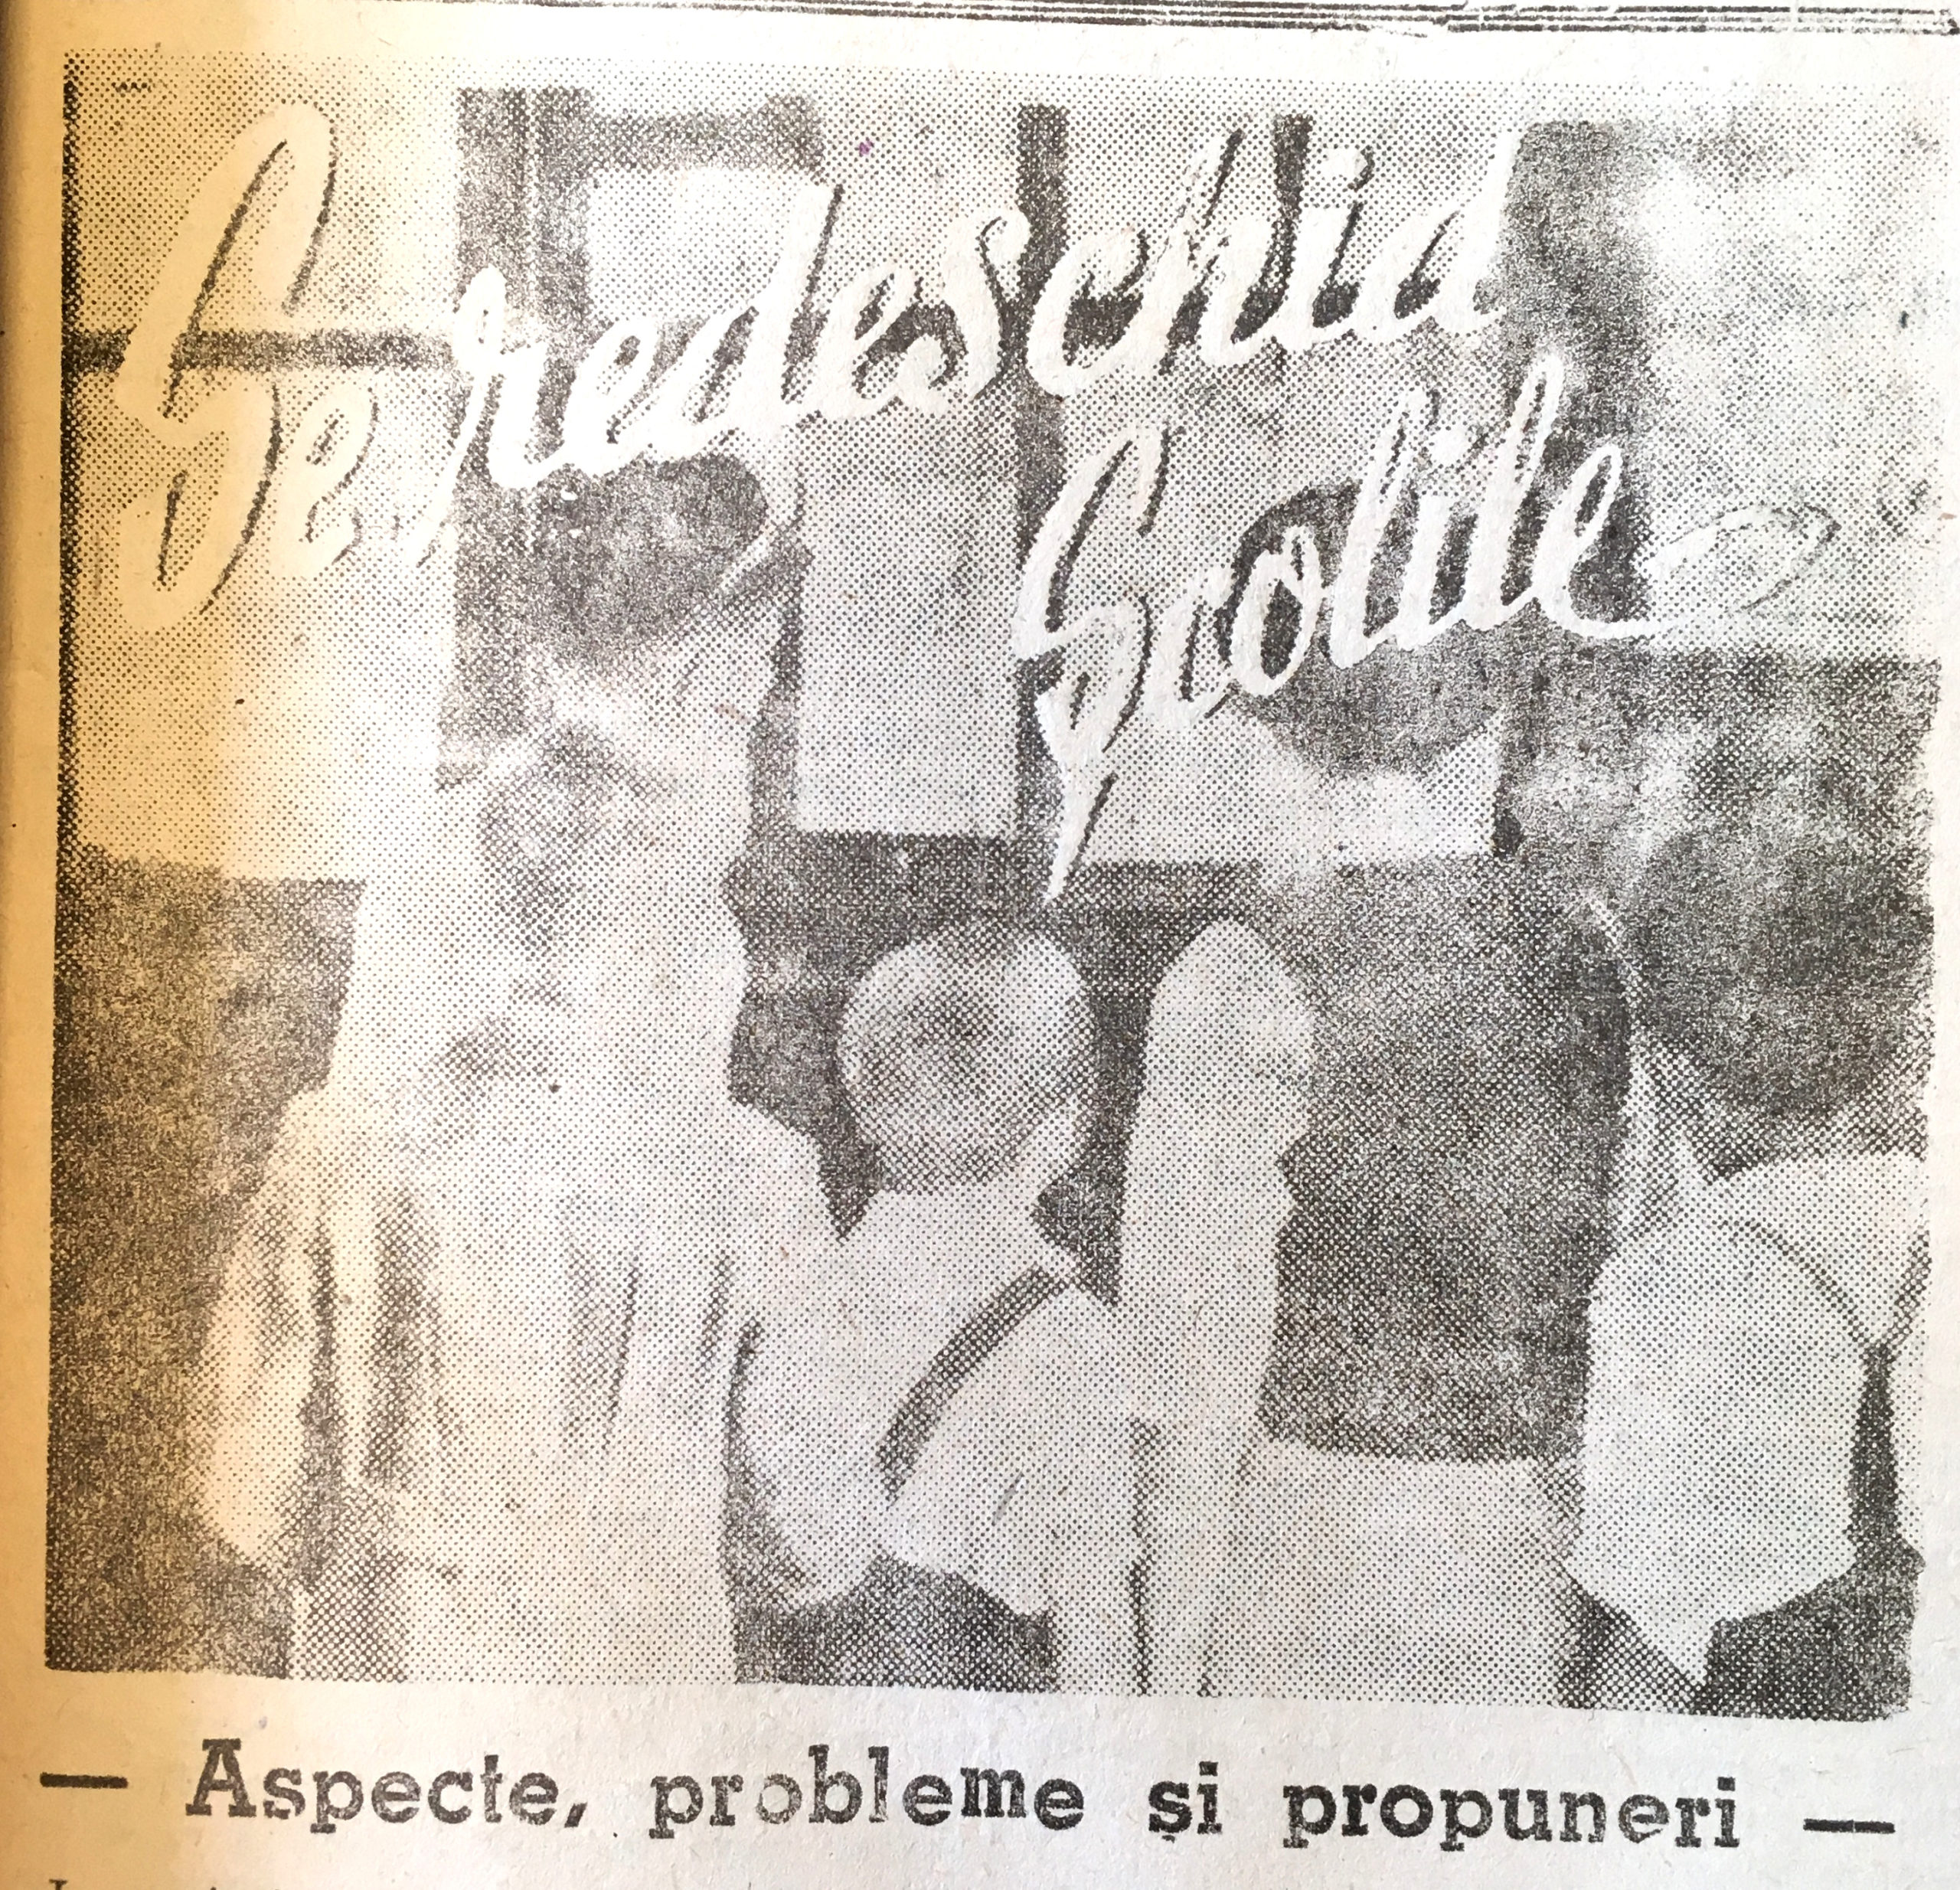 Se redeschid
Școlile
— Aspecte, probleme și propuneri —